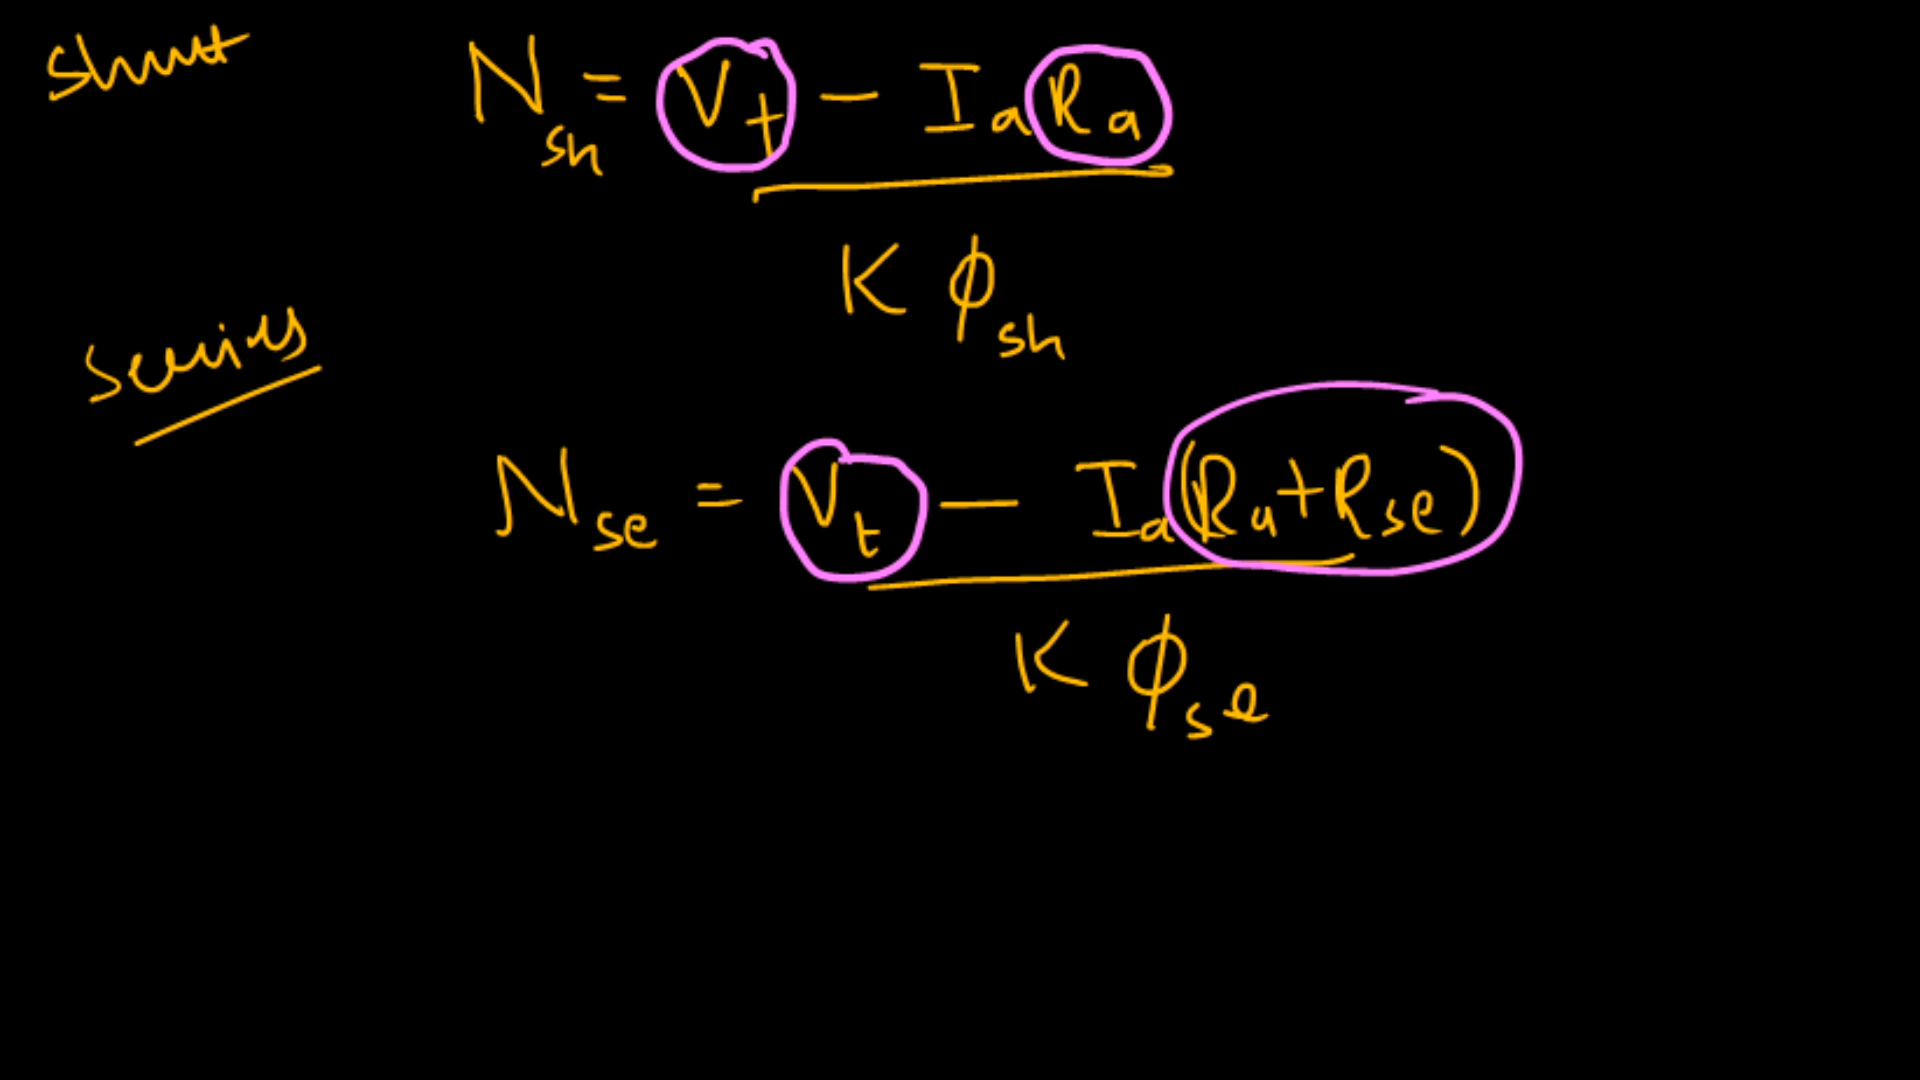 Shunt
N_sh = V_t - I_a R_a
K ϕ_sh
Series
N_se = V_t - I_a (R_a + R_se)
K ϕ_se